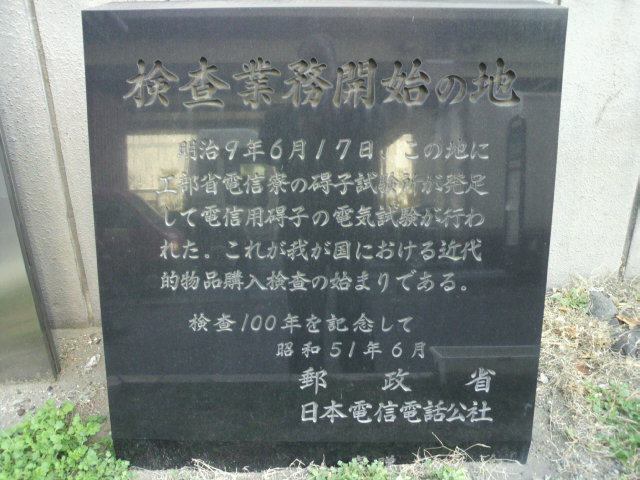 検査業務開始の地
明治9年6月17日、この地に
工部省電信寮の碍子試験所が発足
して電信用碍子の電気試験が行わ
れた。これが我が国における近代
的物品購入検査の始まりである。
検査100年を記念して
昭和51年6月
郵政省
日本電信電話公社